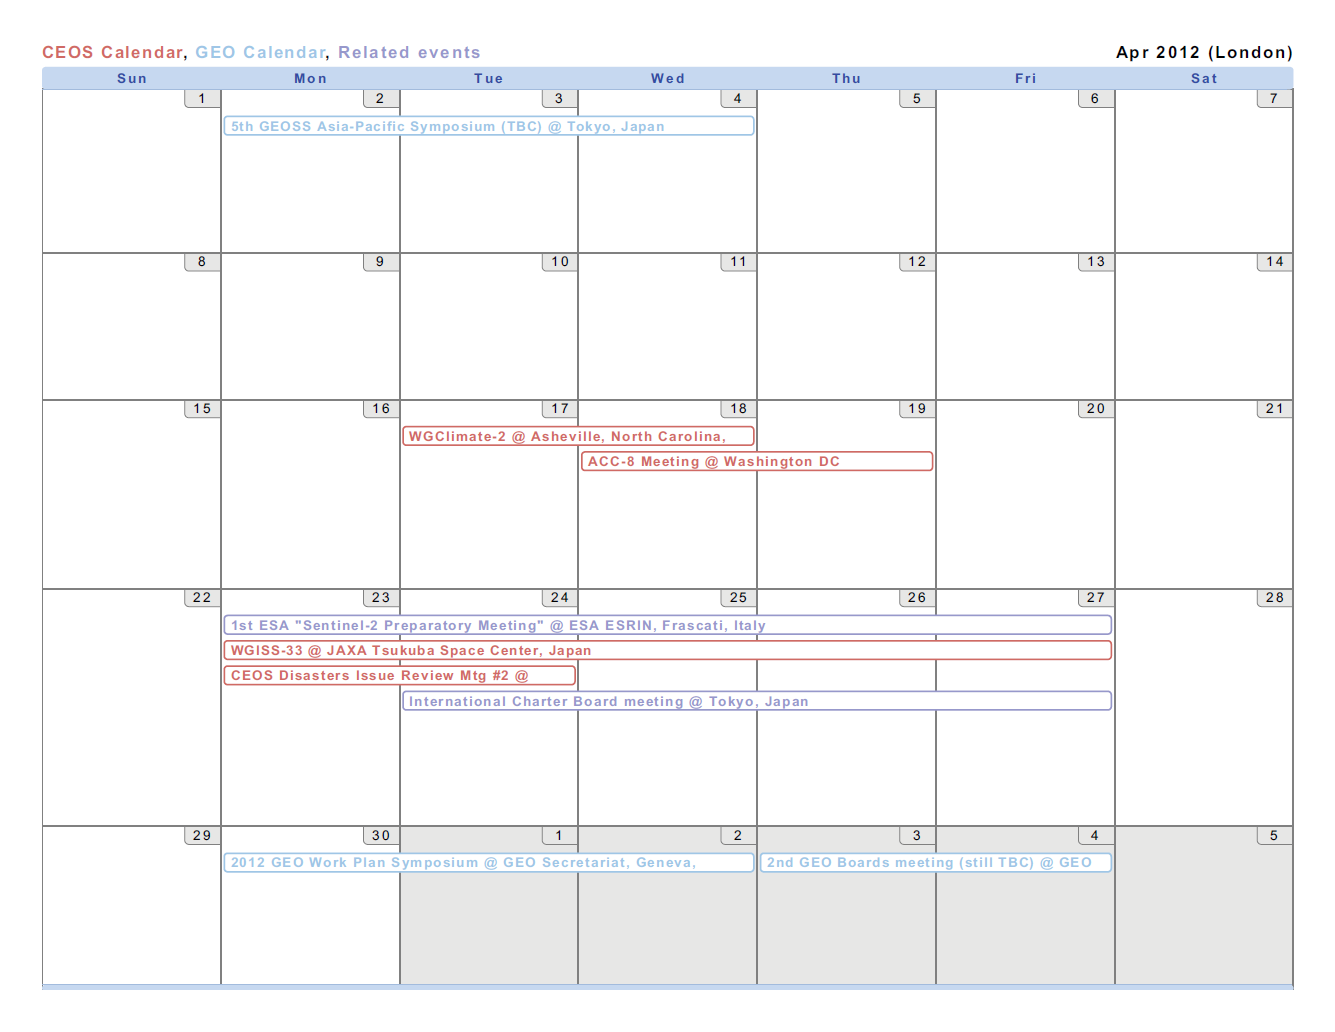 CEOS Calendar, GEO Calendar, Related events Apr 2012 (London)
Sun Mon Tue Wed Thu Fri Sat
1 2 3 4 5 6 7
5th GEOSS Asia-Pacific Symposium (TBC) @ Tokyo, Japan
8 9 10 11 12 13 14
15 16 17 18 19 20 21
WGClimate-2 @ Asheville, North Carolina,
ACC-8 Meeting @ Washington DC
22 23 24 25 26 27 28
1st ESA "Sentinel-2 Preparatory Meeting" @ ESA ESRIN, Frascati, Italy
WGISS-33 @ JAXA Tsukuba Space Center, Japan
CEOS Disasters Issue Review Mtg #2 @
International Charter Board meeting @ Tokyo, Japan
29 30 1 2 3 4 5
2012 GEO Work Plan Symposium @ GEO Secretariat, Geneva, 2nd GEO Boards meeting (still TBC) @ GEO